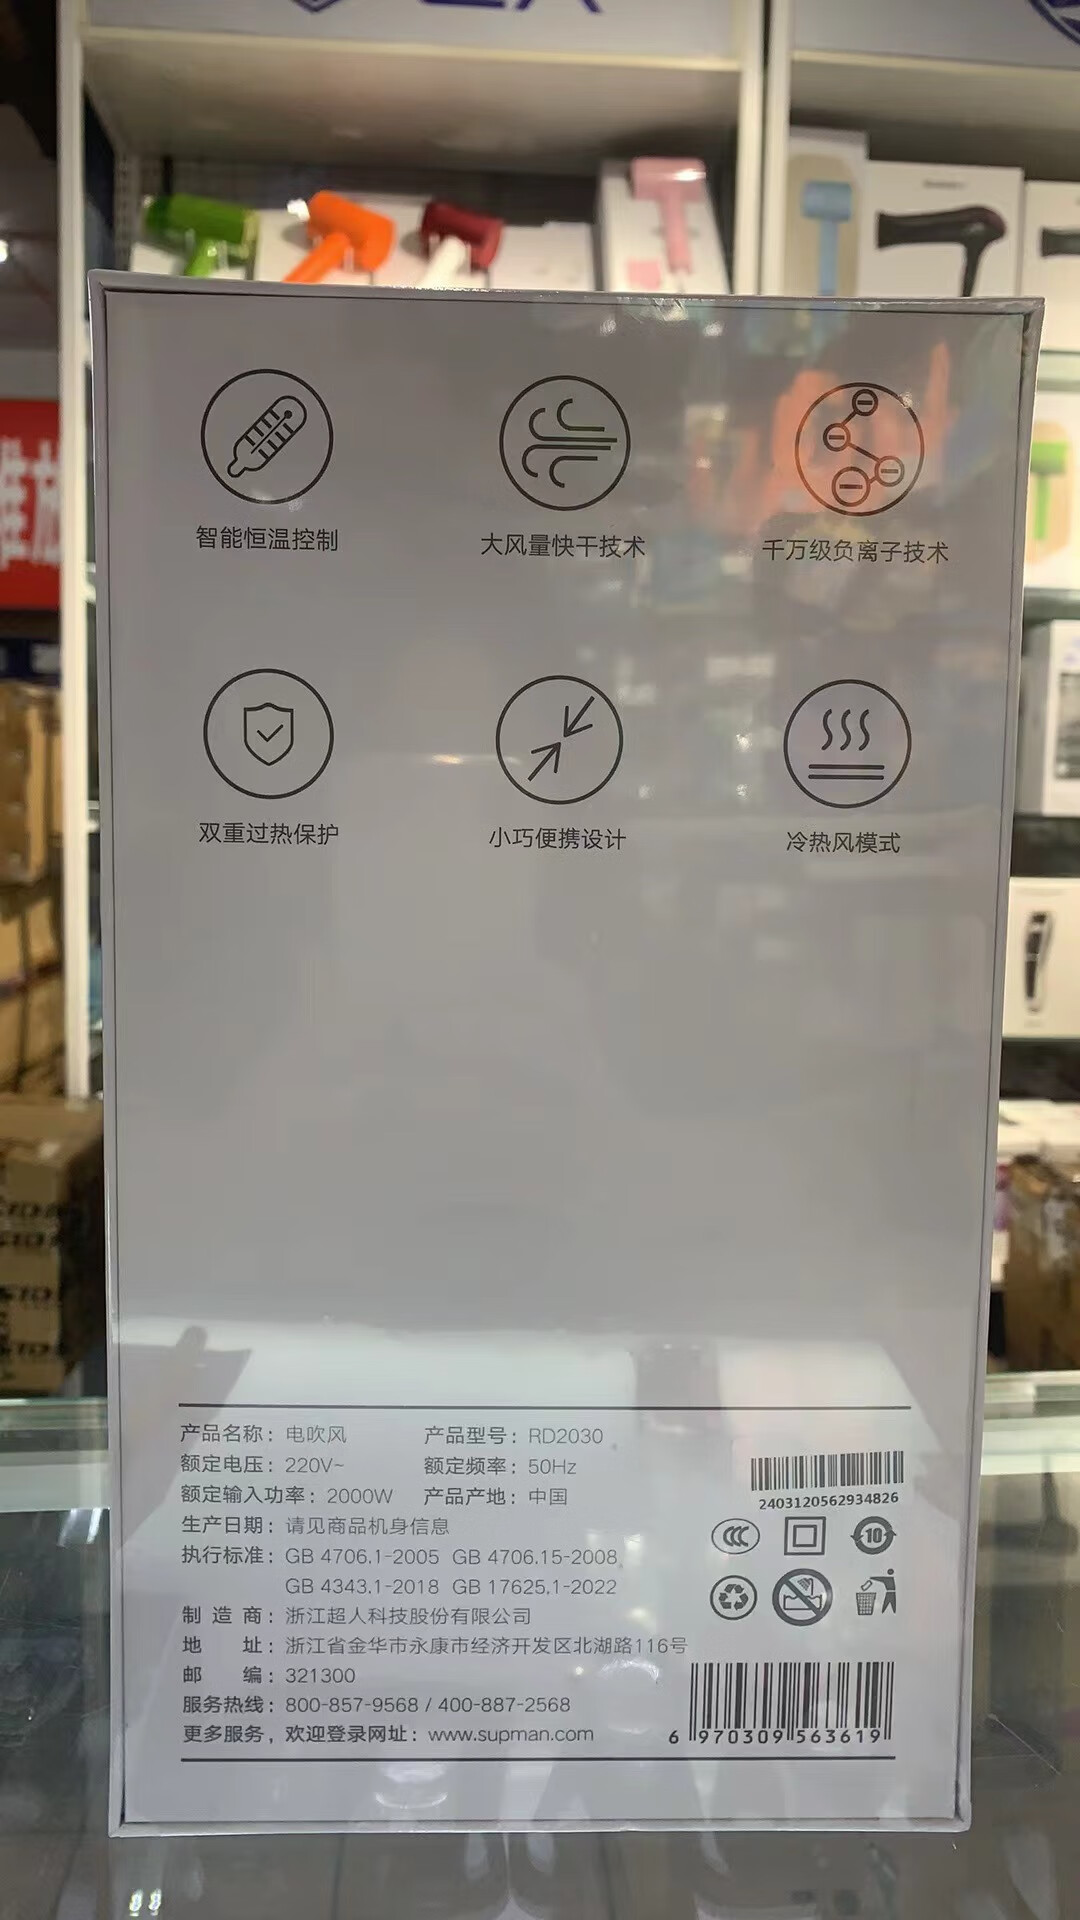 智能恒温控制
大风量快干技术
千万级负离子技术
双重过热保护
小巧便携设计
冷热风模式
产品名称：电吹风 产品型号：RD2030
额定电压：220V~ 额定频率：50Hz
额定输入功率：2000W 产品产地：中国
生产日期：请见商品机身信息
执行标准：GB 4706.1-2005 GB 4706.15-2008
GB 4343.1-2018 GB 17625.1-2022
制造商：浙江超人科技股份有限公司
地址：浙江省金华市永康市经济开发区北湖路116号
邮编：321300
服务热线：800-857-9568 / 400-887-2568
更多服务，欢迎登录网址：www.supman.com
2403120562934826
CCC
10
6 970309 563619